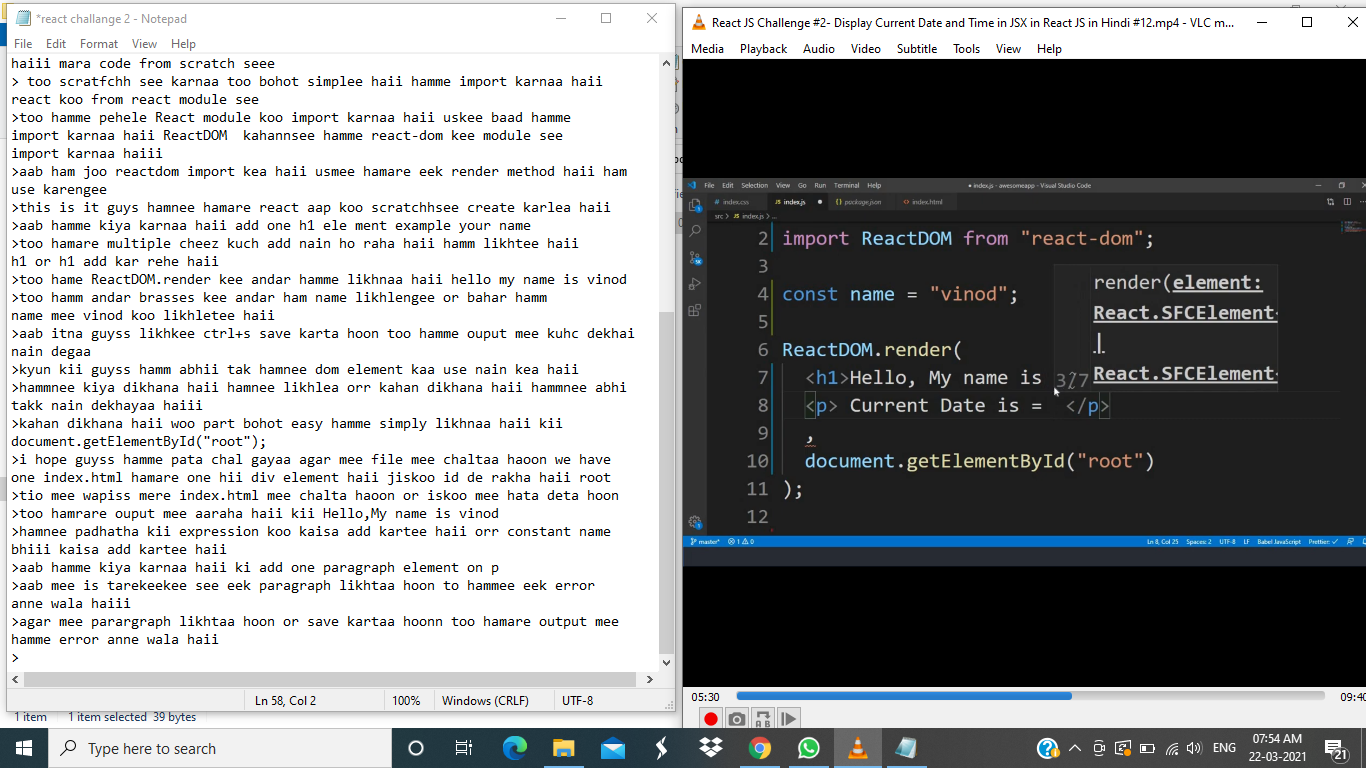 *react challange 2 - Notepad
File Edit Format View Help
haiii mara code from scratch seee
> too scratfchh see karnaa too bohot simplee haii hamme import karnaa haii
react koo from react module see
>too hamme pehele React module koo import karnaa haii uskee baad hamme
import karnaa haii ReactDOM  kahannsee hamme react-dom kee module see
import karnaa haiii
>aab ham joo reactdom import kea haii usmee hamare eek render method haii ham
use karengee
>this is it guys hamnee hamare react aap koo scratchhsee create karlea haii
>aab hamme kiya karnaa haii add one h1 ele ment example your name
>too hamare multiple cheez kuch add nain ho raha haii hamm likhtee haii
h1 or h1 add kar rehe haii
>too hame ReactDOM.render kee andar hamme likhnaa haii hello my name is vinod
>too hamm andar brasses kee andar ham name likhlengee or bahar hamm
name mee vinod koo likhletee haii
>aab itna guyss likhkee ctrl+s save karta hoon too hamme ouput mee kuhc dekhai
nain degaa
>kyun kii guyss hamm abhii tak hamnee dom element kaa use nain kea haii
>hammnee kiya dikhana haii hamnee likhlea orr kahan dikhana haii hammnee abhi
takk nain dekhayaa haiii
>kahan dikhana haii woo part bohot easy hamme simply likhnaa haii kii
document.getElementById("root");
>i hope guyss hamme pata chal gayaa agar mee file mee chaltaa haoon we have
one index.html hamare one hii div element haii jiskoo id de rakha haii root
>tio mee wapiss mere index.html mee chalta haoon or iskoo mee hata deta hoon
>too hamrare ouput mee aaraha haii kii Hello,My name is vinod
>hamnee padhatha kii expression koo kaisa add kartee haii orr constant name
bhiii kaisa add kartee haii
>aab hamme kiya karnaa haii ki add one paragraph element on p
>aab mee is tarekeekee see eek paragraph likhtaa hoon to hammee eek error
anne wala haiii
>agar mee parargraph likhtaa hoon or save kartaa hoonn too hamare output mee
hamme error anne wala haii
>
Ln 58, Col 2 100% Windows (CRLF) UTF-8
1 item 1 item selected 39 bytes
React JS Challenge #2- Display Current Date and Time in JSX in React JS in Hindi #12.mp4 - VLC m...
Media Playback Audio Video Subtitle Tools View Help
File Edit Selection View Go Run Terminal Help
● index.js - awesomeapp - Visual Studio Code
# index.css JS index.js ● {} package.json <> index.html
src > JS index.js > ...
2 import ReactDOM from "react-dom";
3
4 const name = "vinod";
5
6 ReactDOM.render(
7 <h1>Hello, My name is
8 <p> Current Date is = </p>
9 ,
10 document.getElementById("root")
11 );
12
render(element:
React.SFCElement<
3/7
React.SFCElement<
master* 1 0 Ln 8, Col 25 Spaces: 2 UTF-8 LF Babel JavaScript Prettier: ✓
05:30 09:40
Type here to search
ENG
07:54 AM
22-03-2021
21